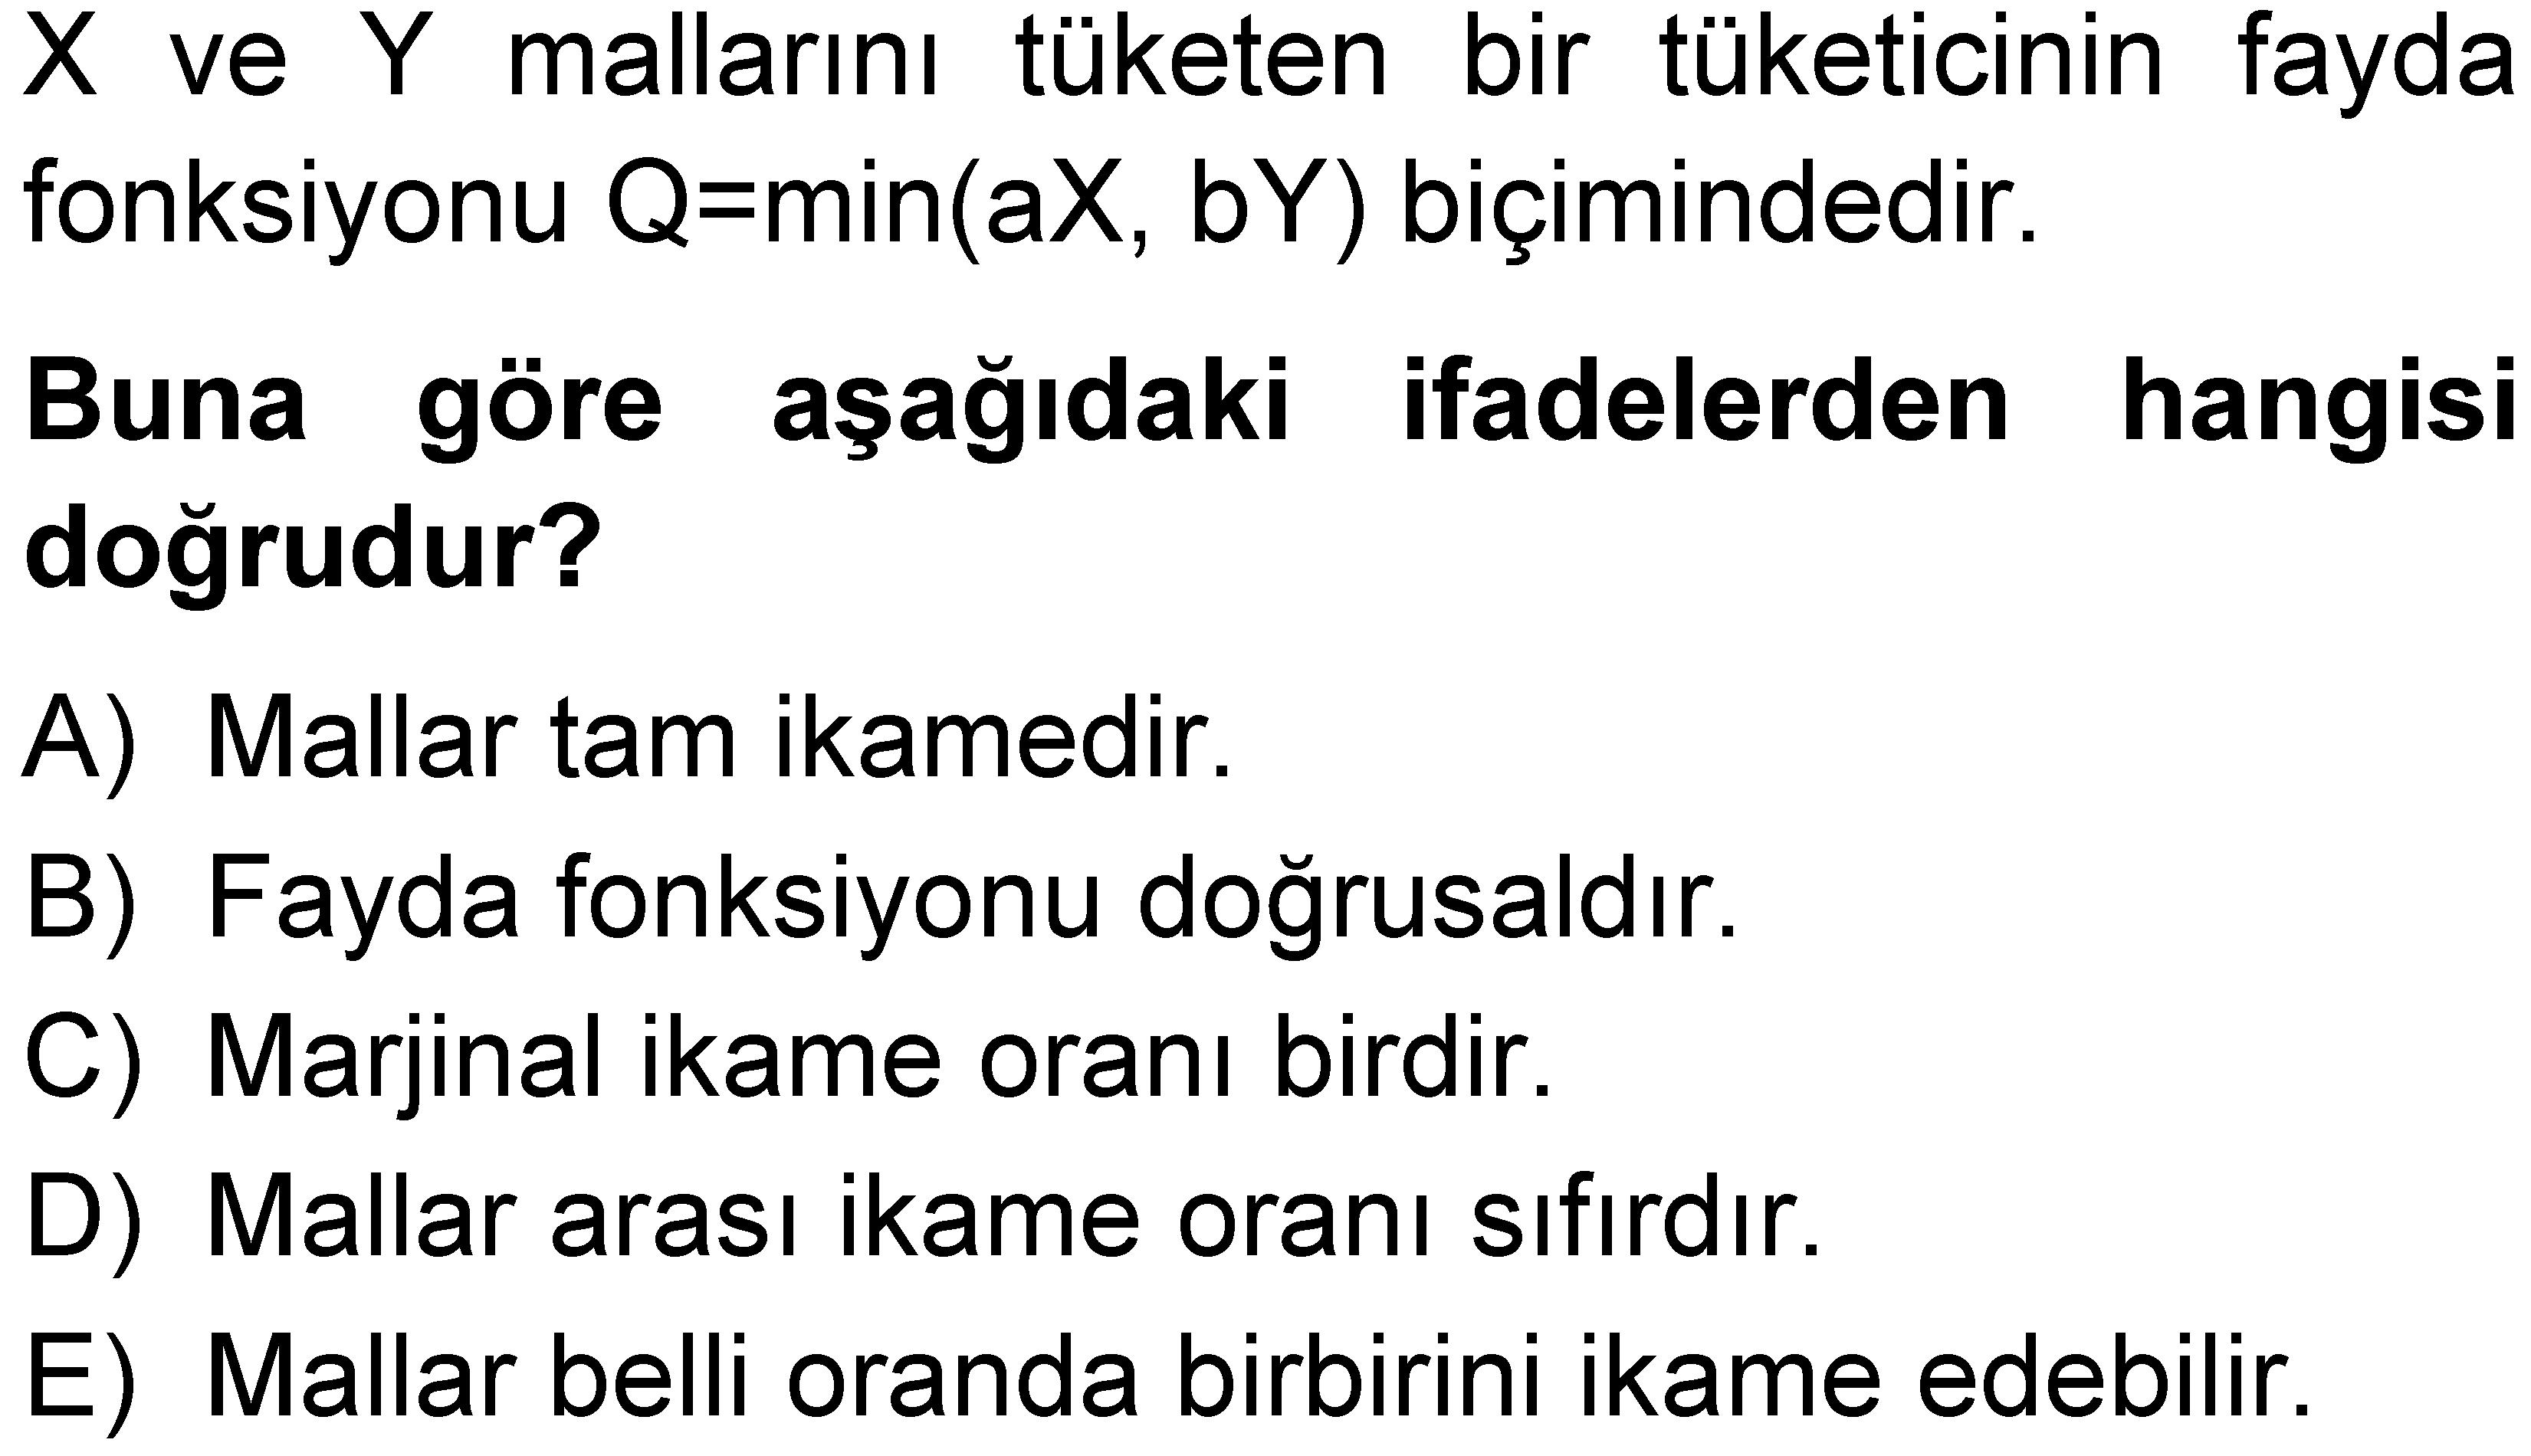 X ve Y mallarını tüketen bir tüketicinin fayda
fonksiyonu Q=min(aX, bY) biçimindedir.
Buna göre aşağıdaki ifadelerden hangisi
doğrudur?
A) Mallar tam ikamedir.
B) Fayda fonksiyonu doğrusaldır.
C) Marjinal ikame oranı birdir.
D) Mallar arası ikame oranı sıfırdır.
E) Mallar belli oranda birbirini ikame edebilir.